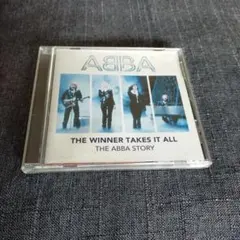 ABBA
THE WINNER TAKES IT ALL
THE ABBA STORY